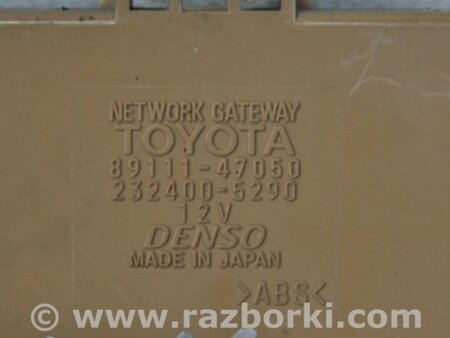 NETWORK GATEWAY
TOYOTA
89111-47050
232400-5290
12V
DENSO
MADE IN JAPAN
>ABS<
© www.razborki.com